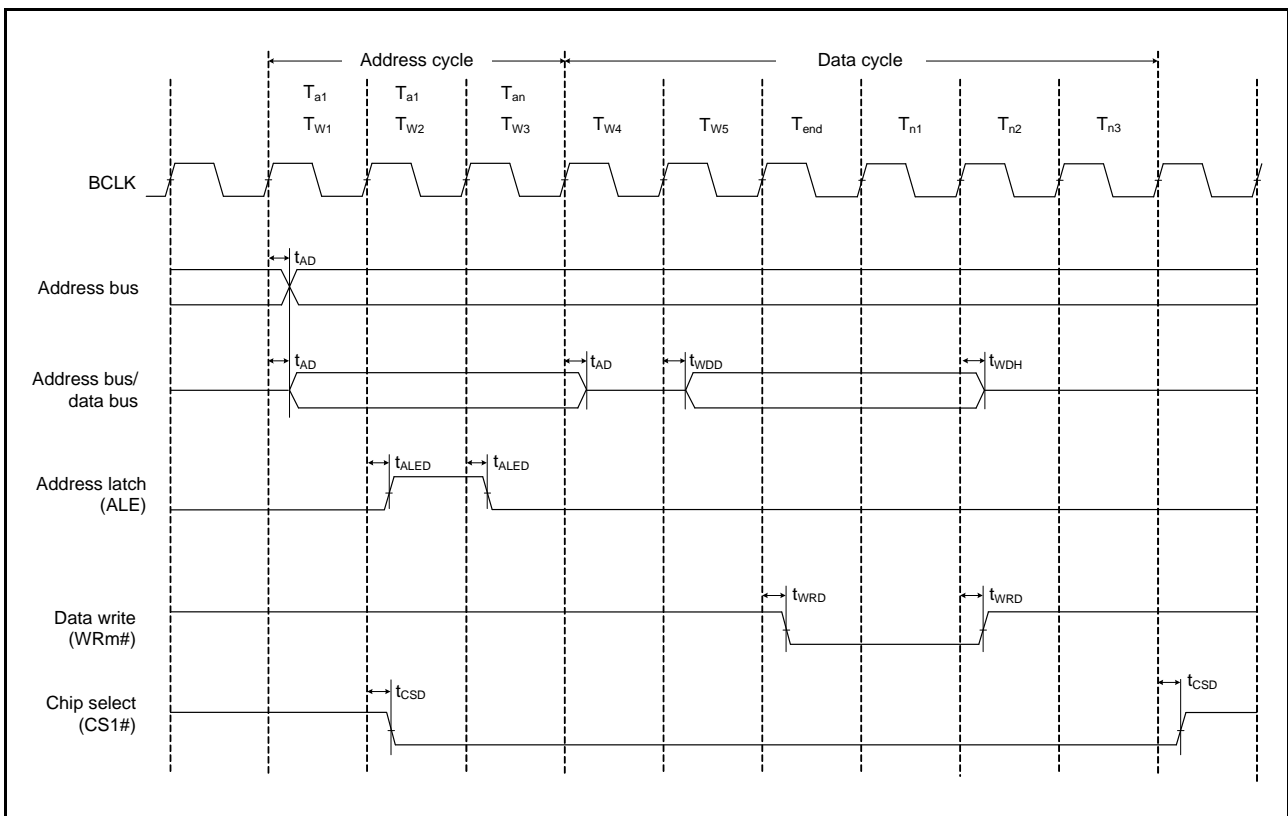 Address cycle Data cycle
Ta1 Ta1 Tan
TW1 TW2 TW3 TW4 TW5 Tend Tn1 Tn2 Tn3
BCLK
tAD
Address bus
tAD tAD tWDD tWDH
Address bus/
data bus
tALED tALED
Address latch
(ALE)
tWRD tWRD
Data write
(WRm#)
tCSD tCSD
Chip select
(CS1#)